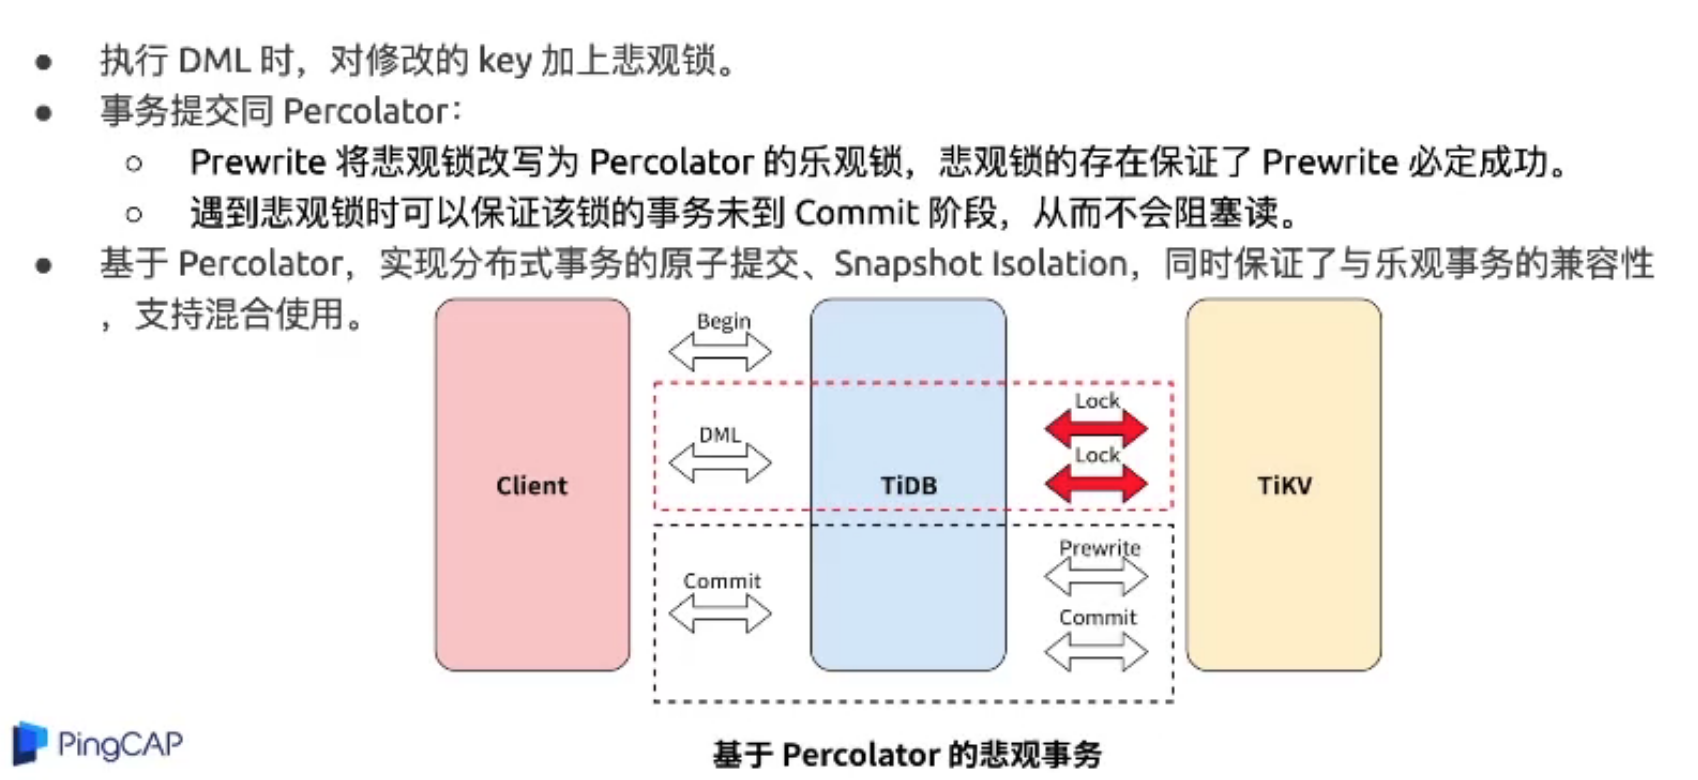 执行 DML 时，对修改的 key 加上悲观锁。
事务提交同 Percolator：
Prewrite 将悲观锁改写为 Percolator 的乐观锁，悲观锁的存在保证了 Prewrite 必定成功。
遇到悲观锁时可以保证该锁的事务未到 Commit 阶段，从而不会阻塞读。
基于 Percolator，实现分布式事务的原子提交、Snapshot Isolation，同时保证了与乐观事务的兼容性
，支持混合使用。
Begin
Lock
DML
Lock
Client
TiDB
TiKV
Prewrite
Commit
Commit
PingCAP
基于 Percolator 的悲观事务